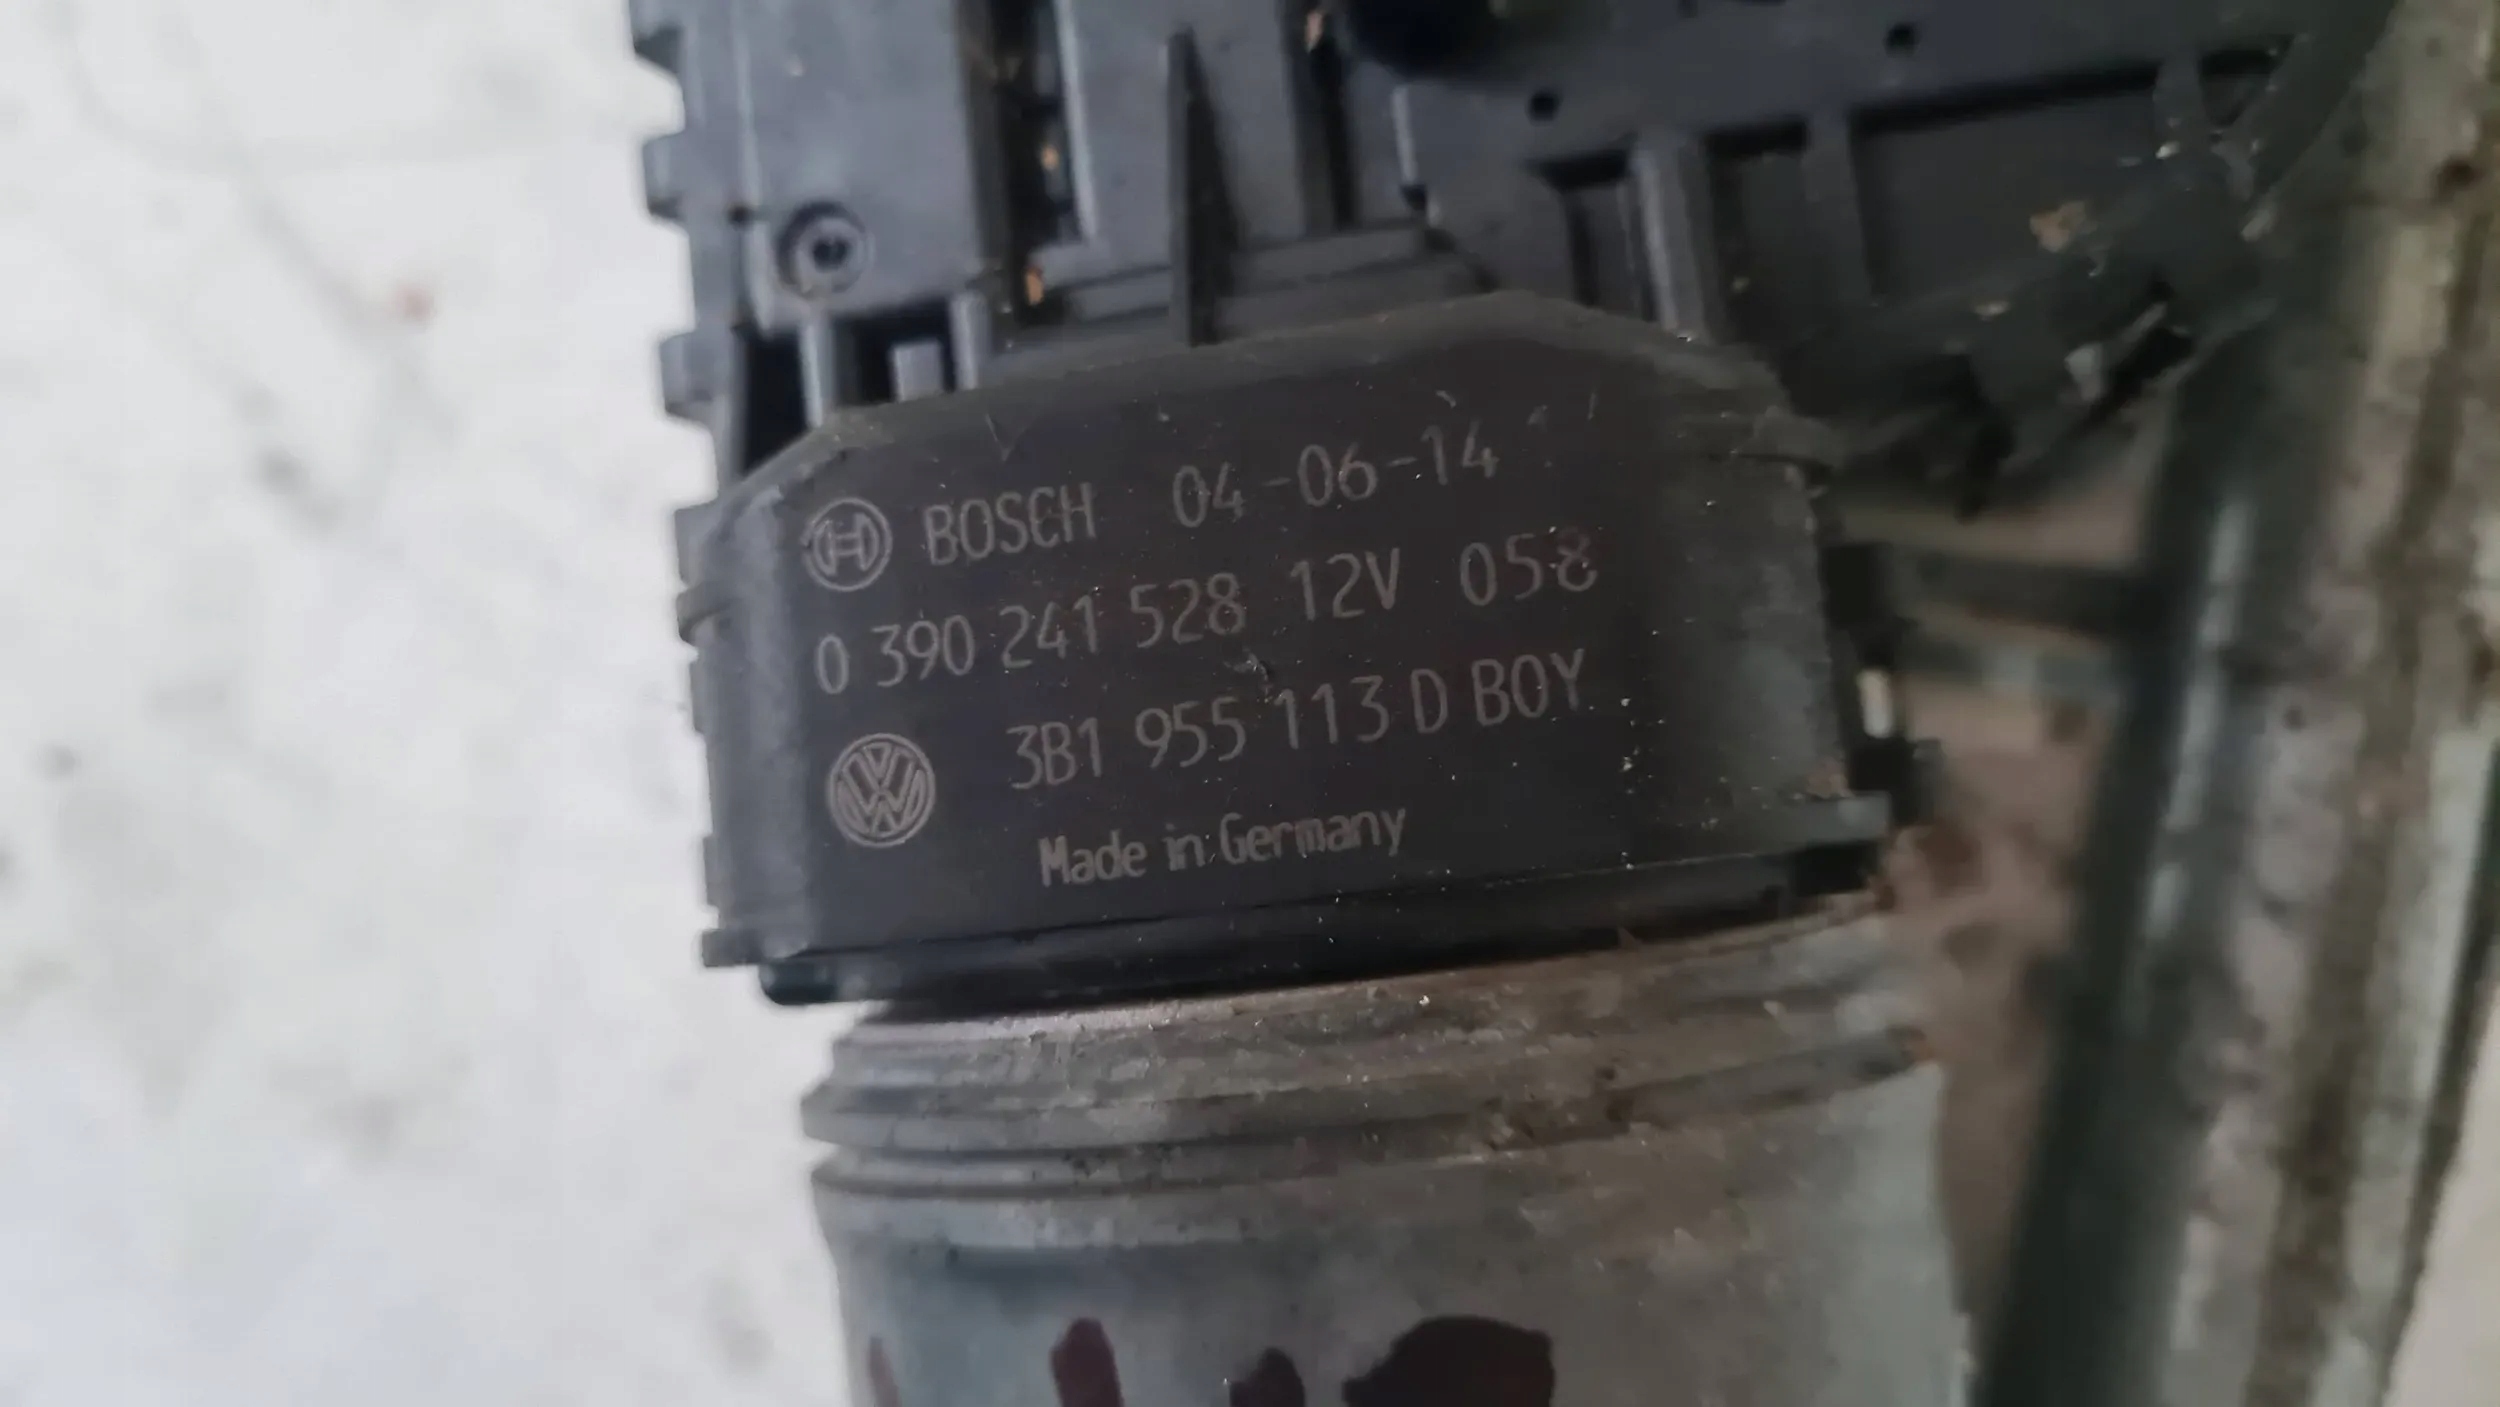 BOSCH 04-06-14
0 390 241 528 12V 058
3B1 955 113 D BOY
Made in Germany